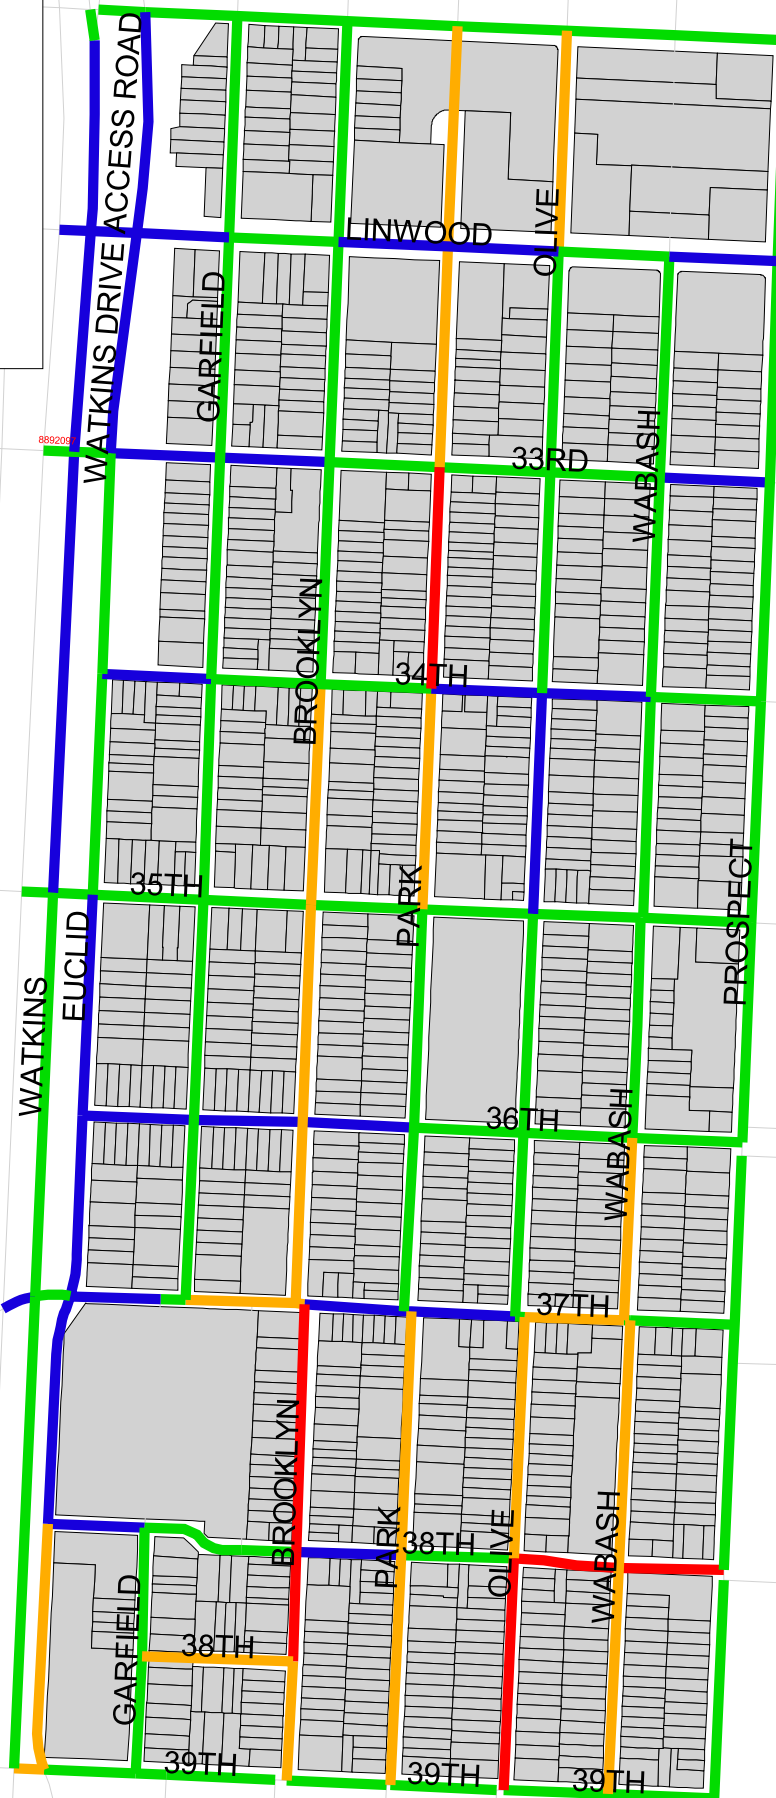 WATKINS DRIVE ACCESS ROAD
LINWOOD
OLIVE
GARFIELD
8892097
33RD
WABASH
BROOKLYN
34TH
35TH
PARK
PROSPECT
EUCLID
WATKINS
36TH
WABASH
37TH
BROOKLYN
PARK
38TH
OLIVE
WABASH
GARFIELD
38TH
39TH
39TH
39TH